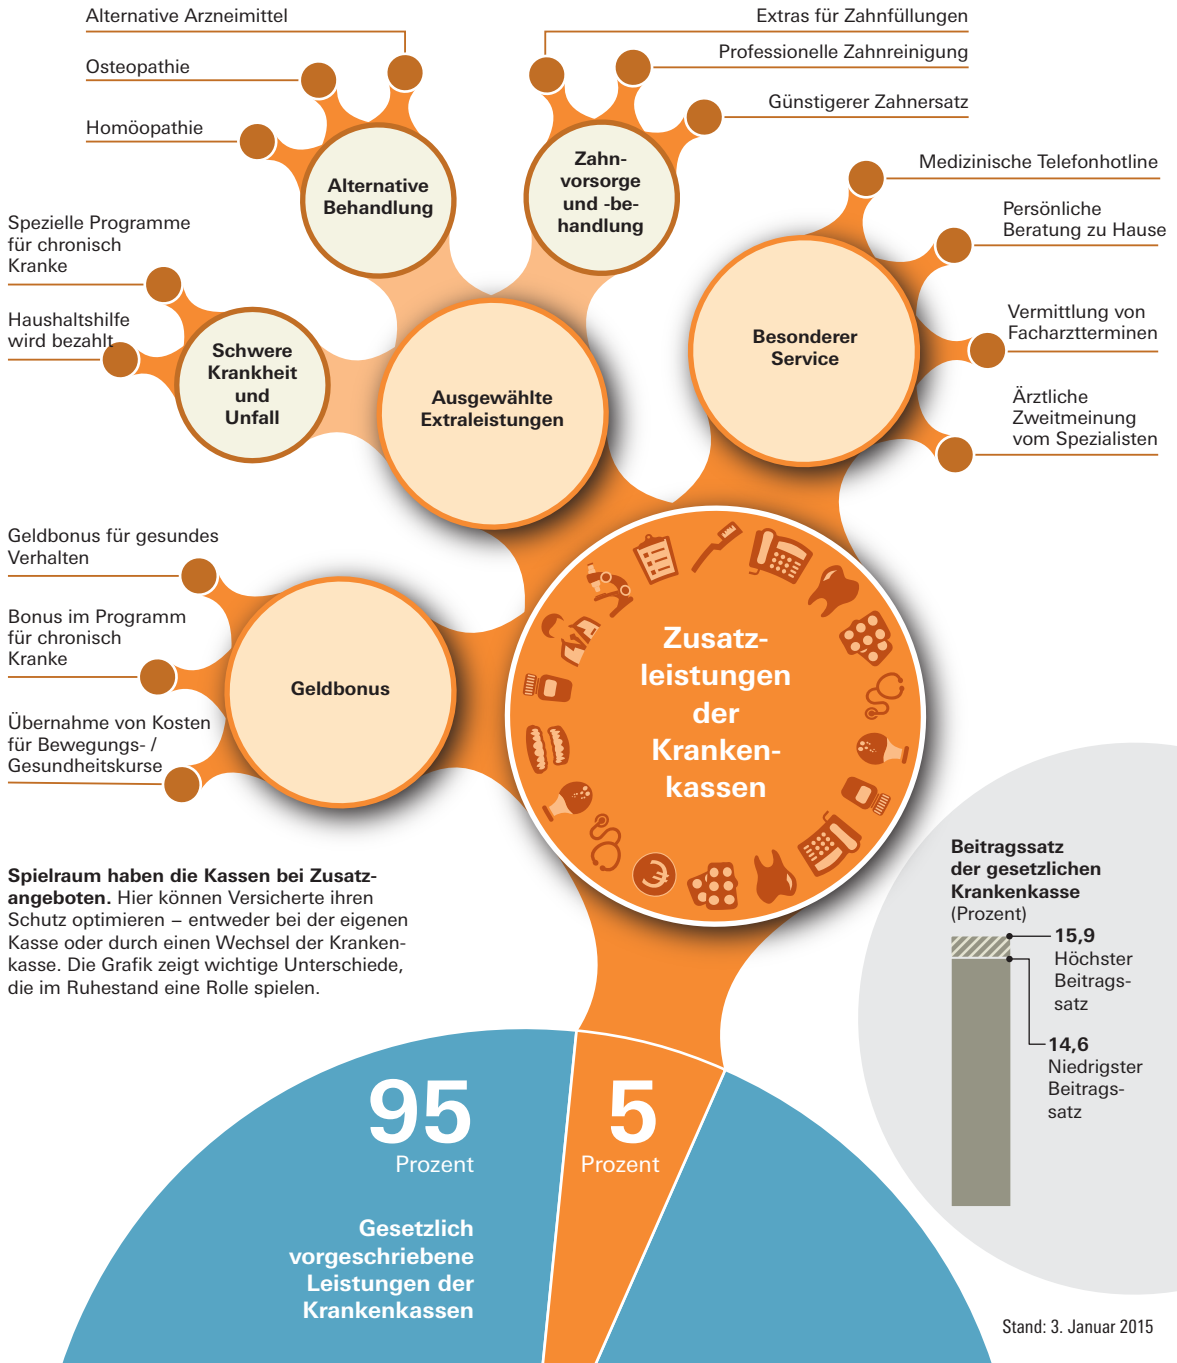 Alternative Arzneimittel
Osteopathie
Homöopathie
Extras für Zahnfüllungen
Professionelle Zahnreinigung
Günstigerer Zahnersatz
Alternative
Behandlung
Zahn-
vorsorge
und -be-
handlung
Medizinische Telefonhotline
Persönliche
Beratung zu Hause
Vermittlung von
Facharztterminen
Ärztliche
Zweitmeinung
vom Spezialisten
Spezielle Programme
für chronisch
Kranke
Haushaltshilfe
wird bezahlt
Schwere
Krankheit
und
Unfall
Ausgewählte
Extraleistungen
Besonderer
Service
Geldbonus für gesundes
Verhalten
Bonus im Programm
für chronisch
Kranke
Übernahme von Kosten
für Bewegungs- /
Gesundheitskurse
Geldbonus
Zusatz-
leistungen
der
Kranken-
kassen
Spielraum haben die Kassen bei Zusatz-
angeboten. Hier können Versicherte ihren
Schutz optimieren – entweder bei der eigenen
Kasse oder durch einen Wechsel der Kranken-
kasse. Die Grafik zeigt wichtige Unterschiede,
die im Ruhestand eine Rolle spielen.
Beitragssatz
der gesetzlichen
Krankenkasse
(Prozent)
15,9
Höchster
Beitrags-
satz
14,6
Niedrigster
Beitrags-
satz
95
Prozent
Gesetzlich
vorgeschriebene
Leistungen der
Krankenkassen
5
Prozent
Stand: 3. Januar 2015